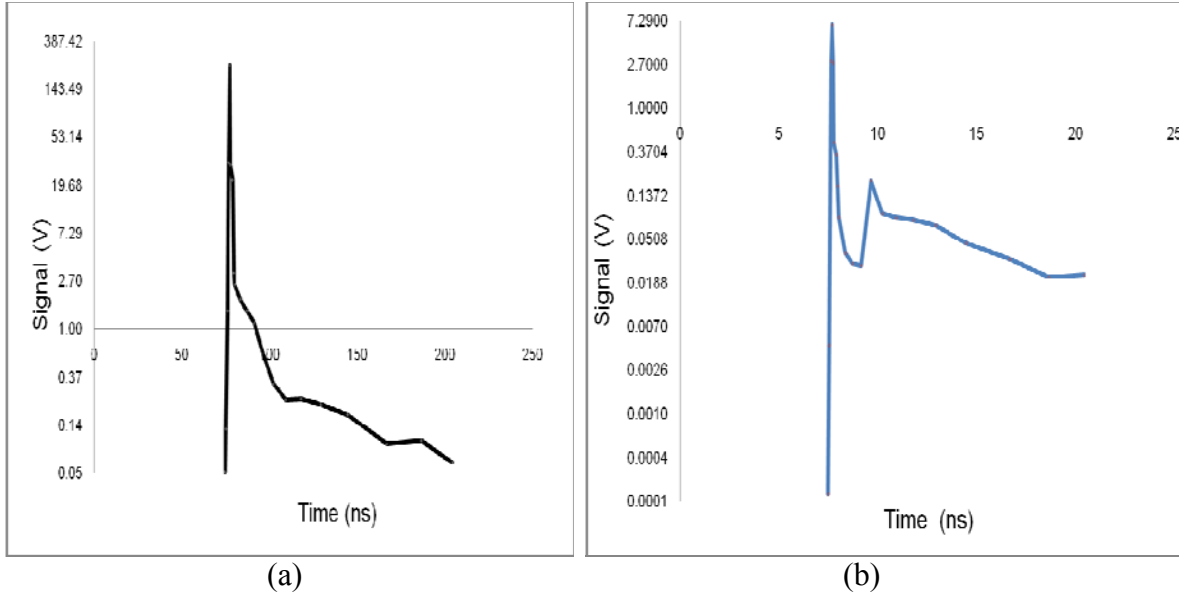 387.42
143.49
53.14
19.68
7.29
2.70
1.00
0.37
0.14
0.05
0 50 100 150 200 250
Signal (V)
Time (ns)
(a)
7.2900
2.7000
1.0000
0.3704
0.1372
0.0508
0.0188
0.0070
0.0026
0.0010
0.0004
0.0001
0 5 10 15 20 25
Signal (V)
Time (ns)
(b)